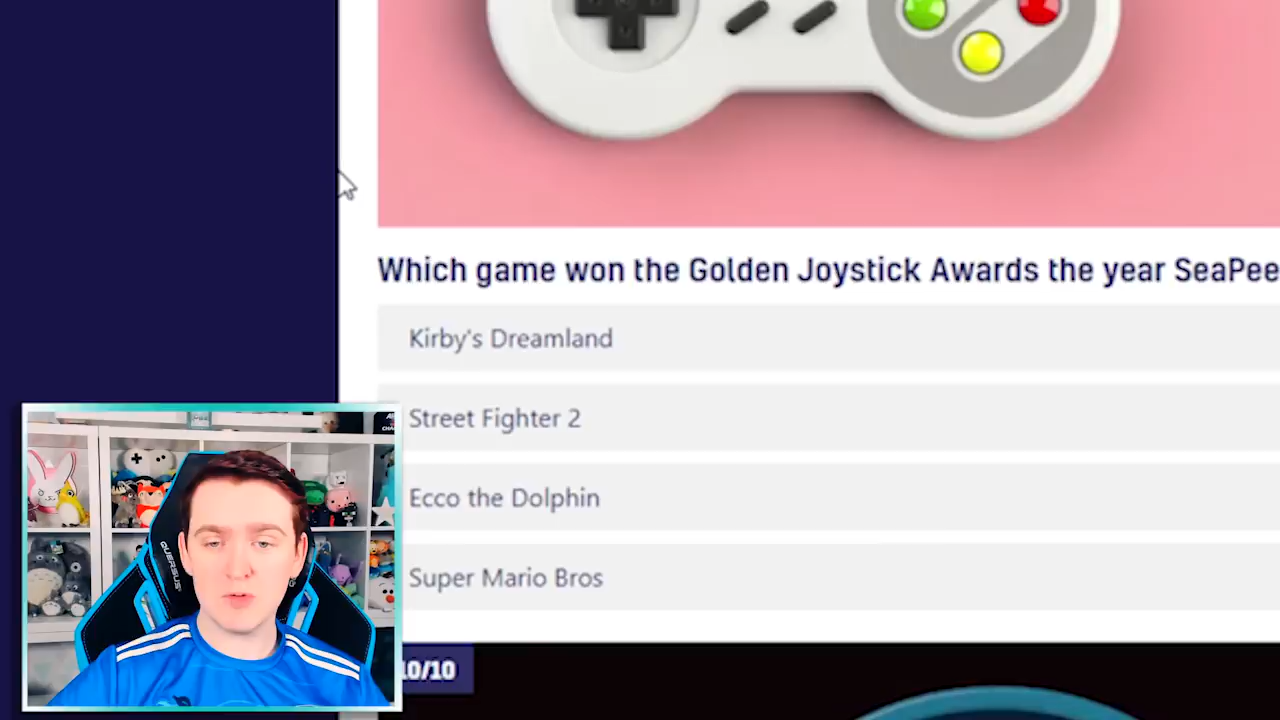 Which game won the Golden Joystick Awards the year SeaPee
Kirby's Dreamland
Street Fighter 2
Ecco the Dolphin
Super Mario Bros
10/10
QUERSUS